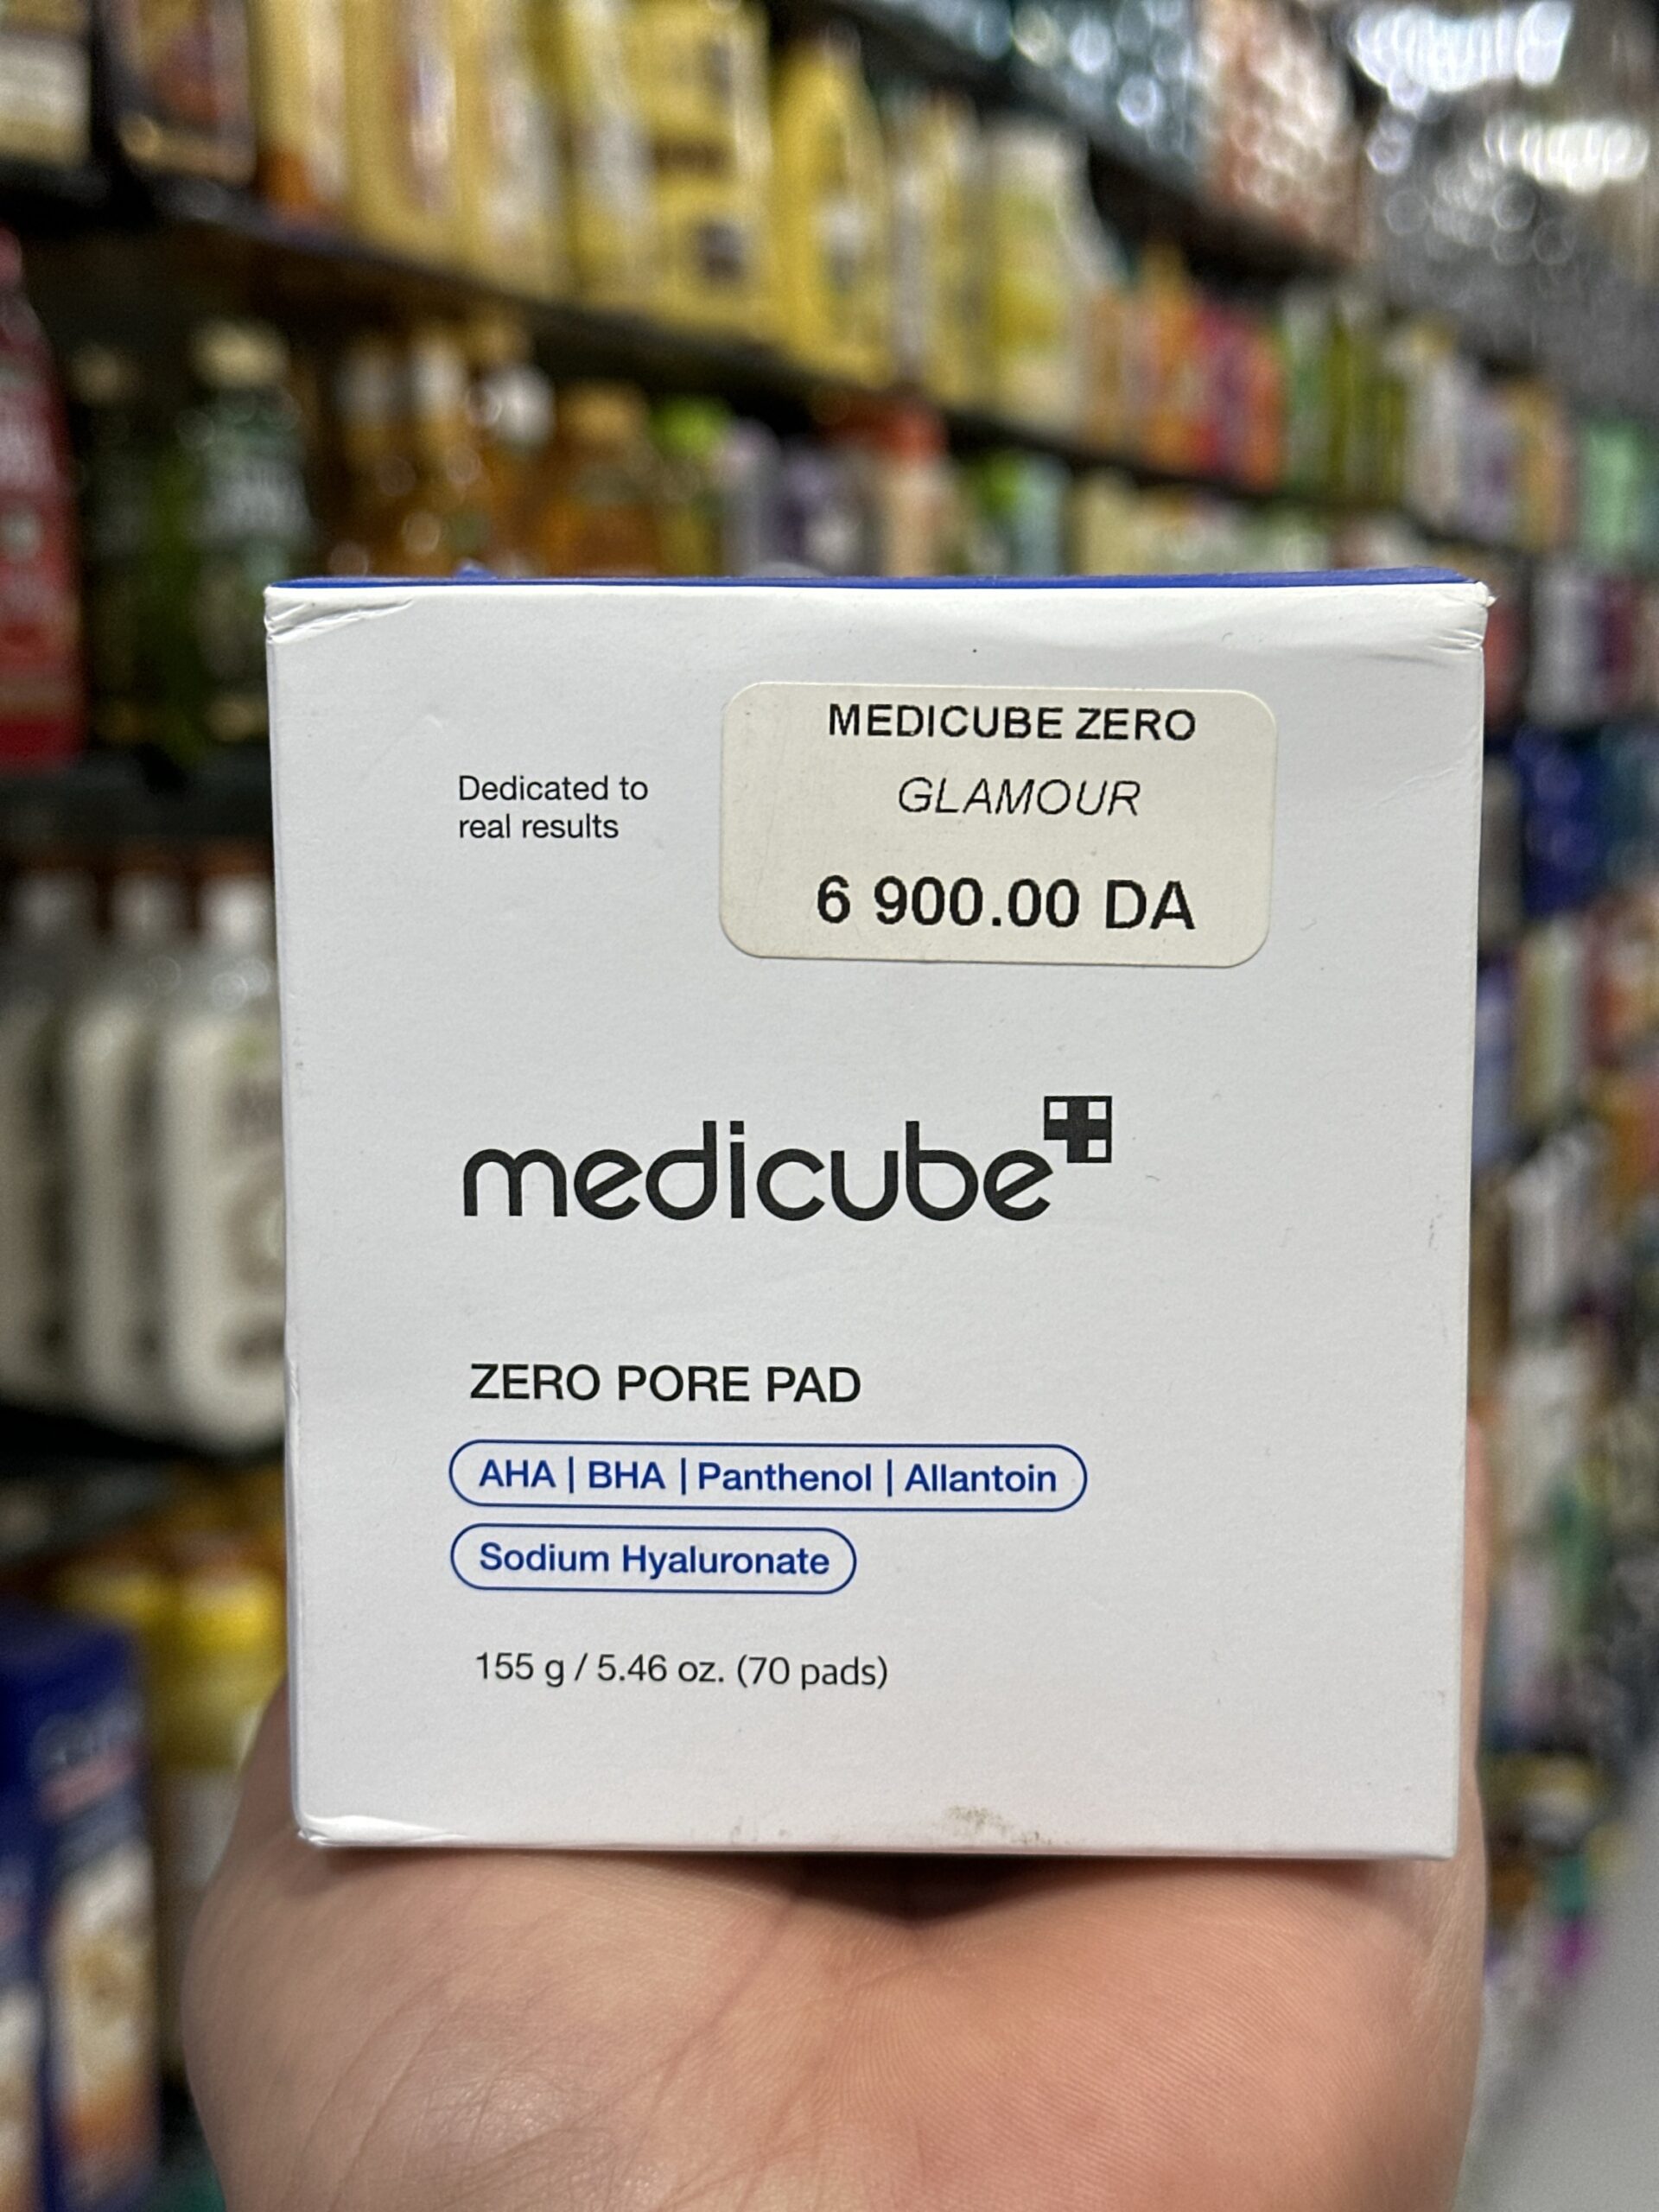 MEDICUBE ZERO
GLAMOUR
6 900.00 DA
Dedicated to
real results
medicube
ZERO PORE PAD
AHA | BHA | Panthenol | Allantoin
Sodium Hyaluronate
155 g / 5.46 oz. (70 pads)